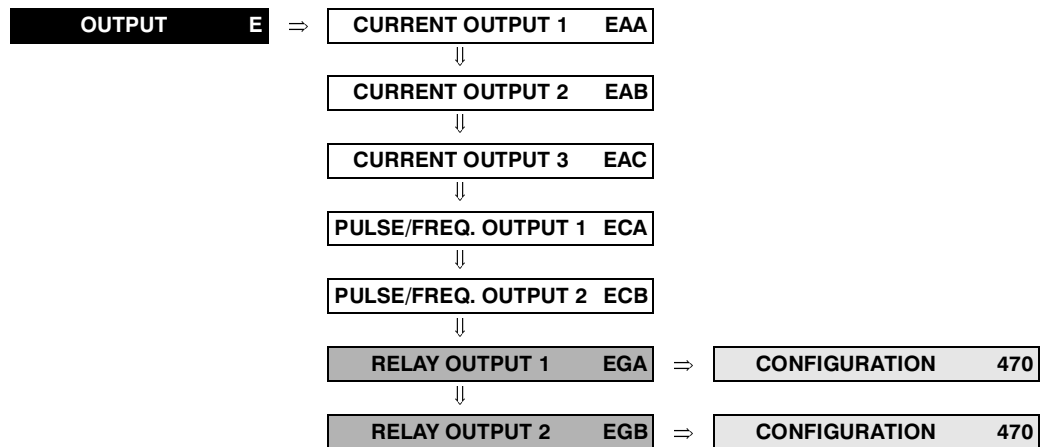 OUTPUT E ⇒ CURRENT OUTPUT 1 EAA
⇓
CURRENT OUTPUT 2 EAB
⇓
CURRENT OUTPUT 3 EAC
⇓
PULSE/FREQ. OUTPUT 1 ECA
⇓
PULSE/FREQ. OUTPUT 2 ECB
⇓
RELAY OUTPUT 1 EGA ⇒ CONFIGURATION 470
⇓
RELAY OUTPUT 2 EGB ⇒ CONFIGURATION 470